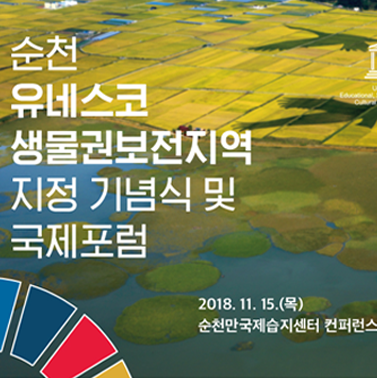 순천
유네스코
생물권보전지역
지정 기념식 및
국제포럼
Educational,
Cultural
2018. 11. 15.(목)
순천만국제습지센터 컨퍼런스